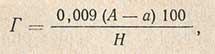 Г = 0,009 (А — а) 100 / Н ,